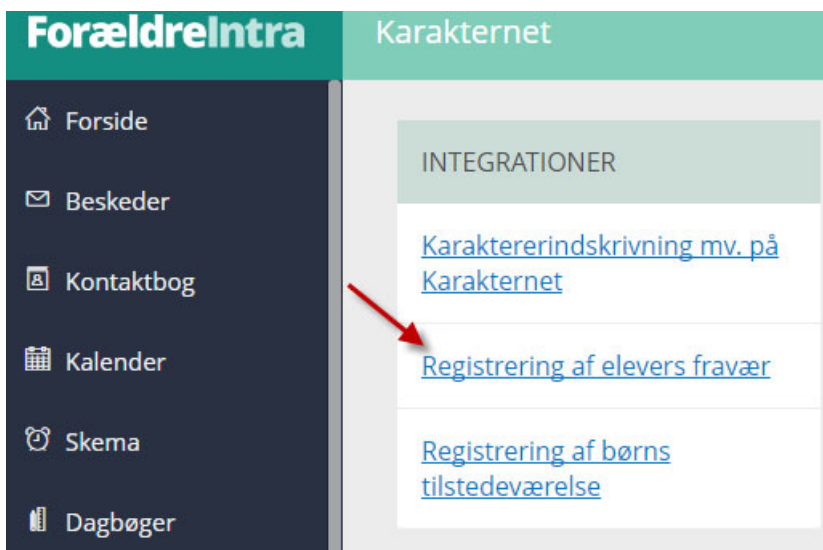 ForældreIntra
Karakternet
Forside
Beskeder
Kontaktbog
Kalender
Skema
Dagbøger
INTEGRATIONER
Karaktererindskrivning mv. på
Karakternet
Registrering af elevers fravær
Registrering af børns
tilstedeværelse